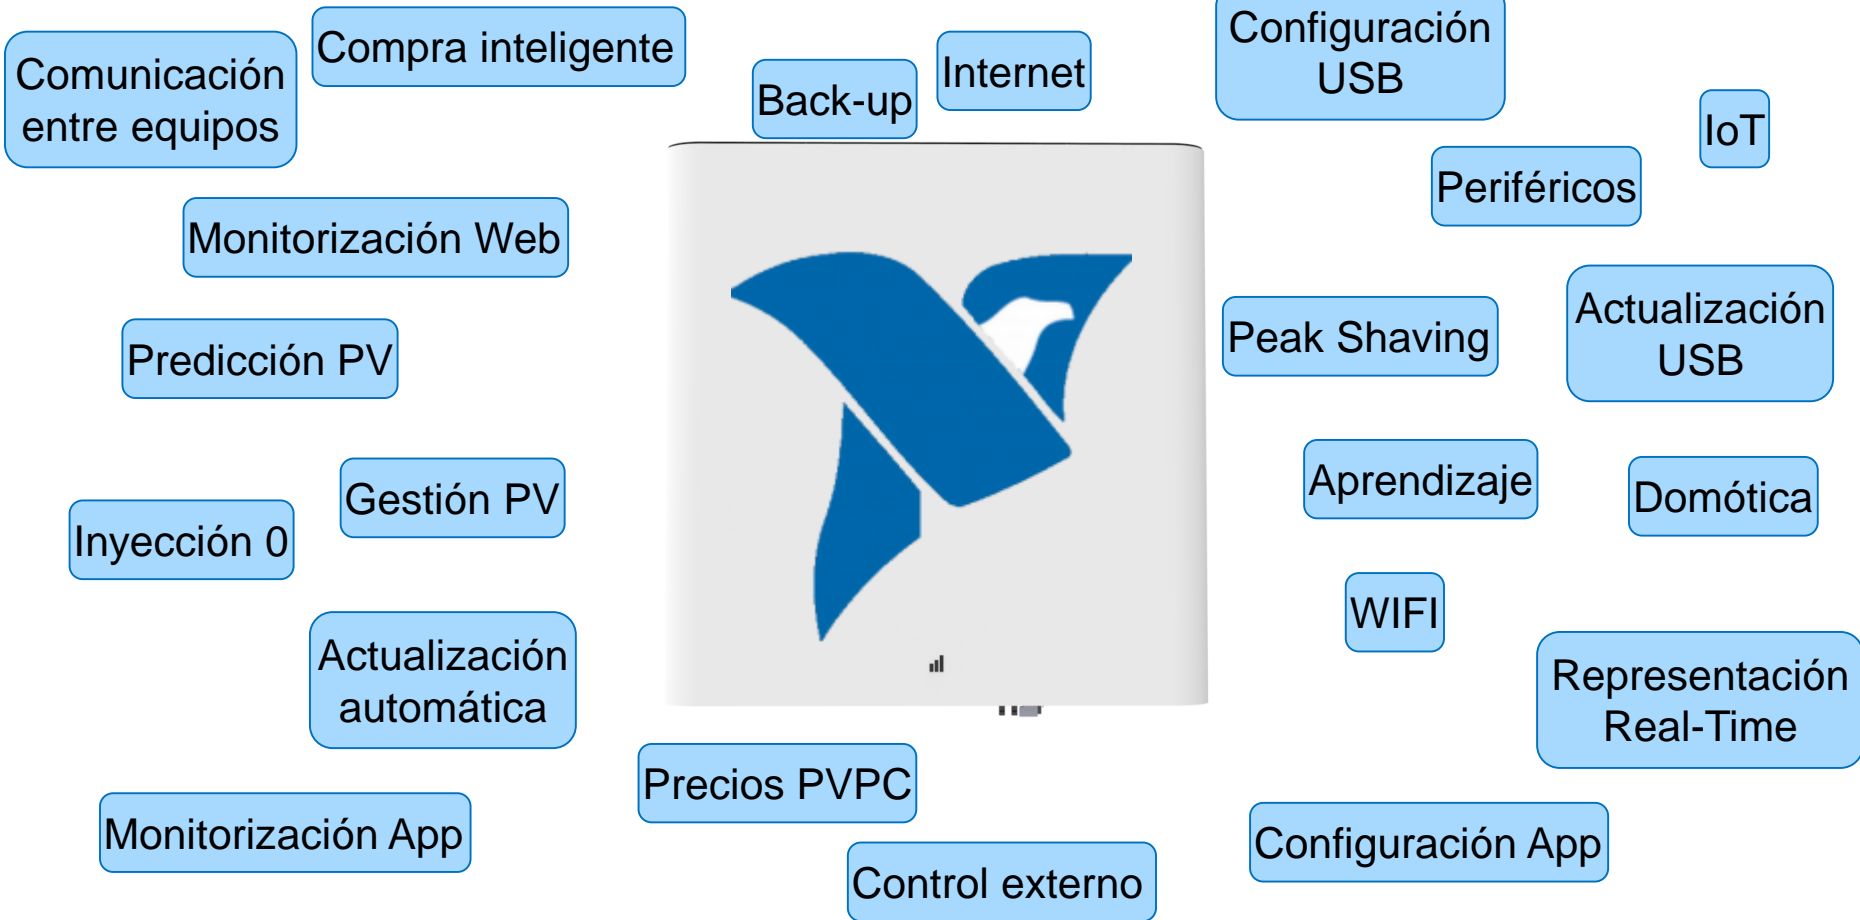 Compra inteligente
Configuración
USB
Comunicación
entre equipos
Back-up
Internet
IoT
Periféricos
Monitorización Web
Predicción PV
Peak Shaving
Actualización
USB
Gestión PV
Aprendizaje
Domótica
Inyección 0
WIFI
Actualización
automática
Representación
Real-Time
Precios PVPC
Monitorización App
Configuración App
Control externo